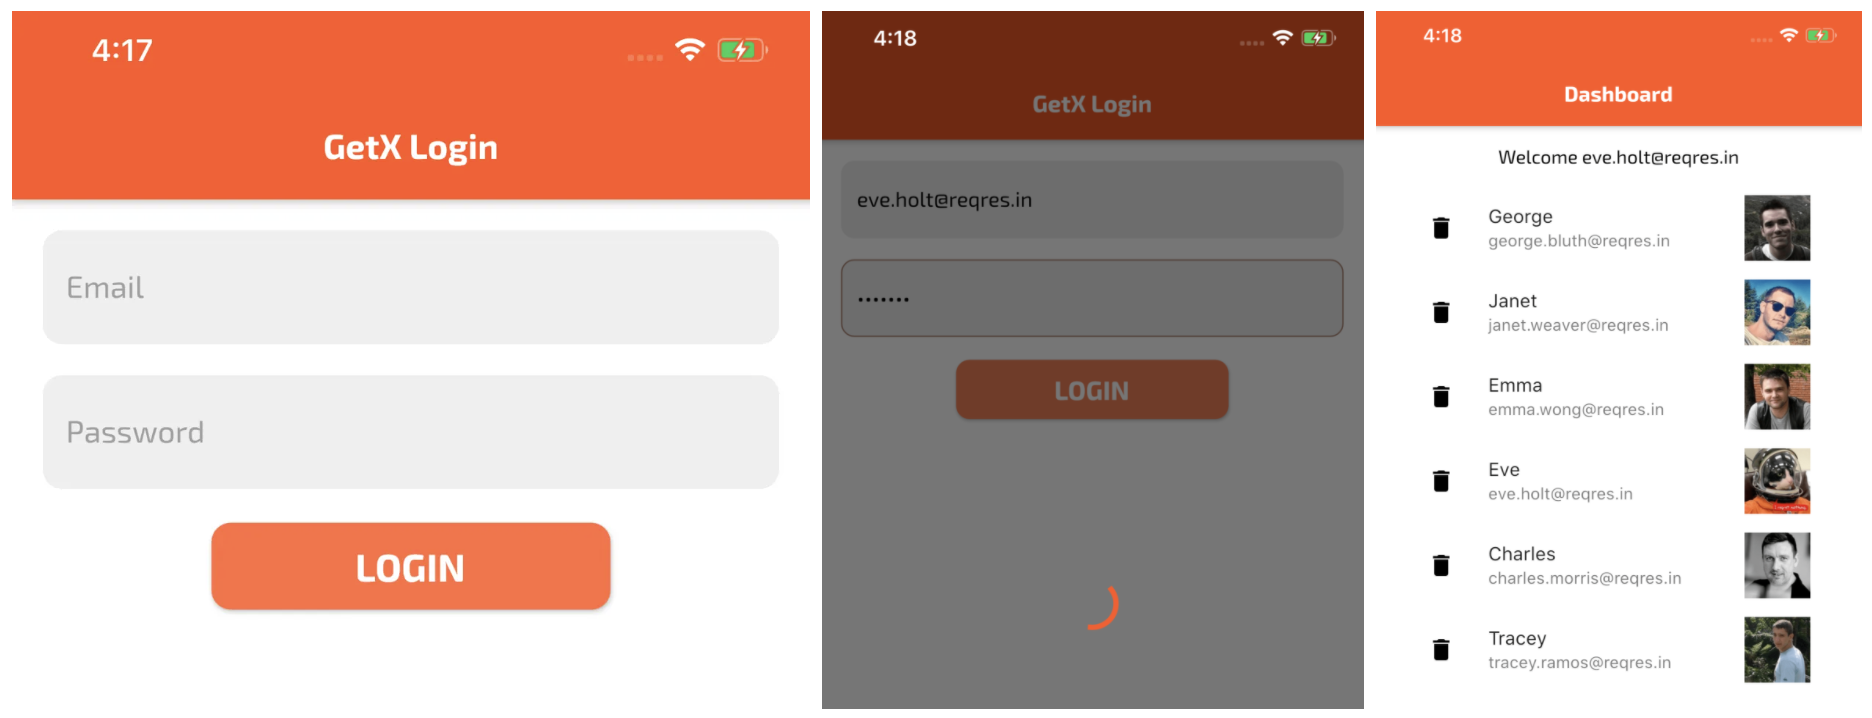 4:17
GetX Login
Email
Password
LOGIN
4:18
GetX Login
eve.holt@reqres.in
•••••••
LOGIN
4:18
Dashboard
Welcome eve.holt@reqres.in
George
george.bluth@reqres.in
Janet
janet.weaver@reqres.in
Emma
emma.wong@reqres.in
Eve
eve.holt@reqres.in
Charles
charles.morris@reqres.in
Tracey
tracey.ramos@reqres.in